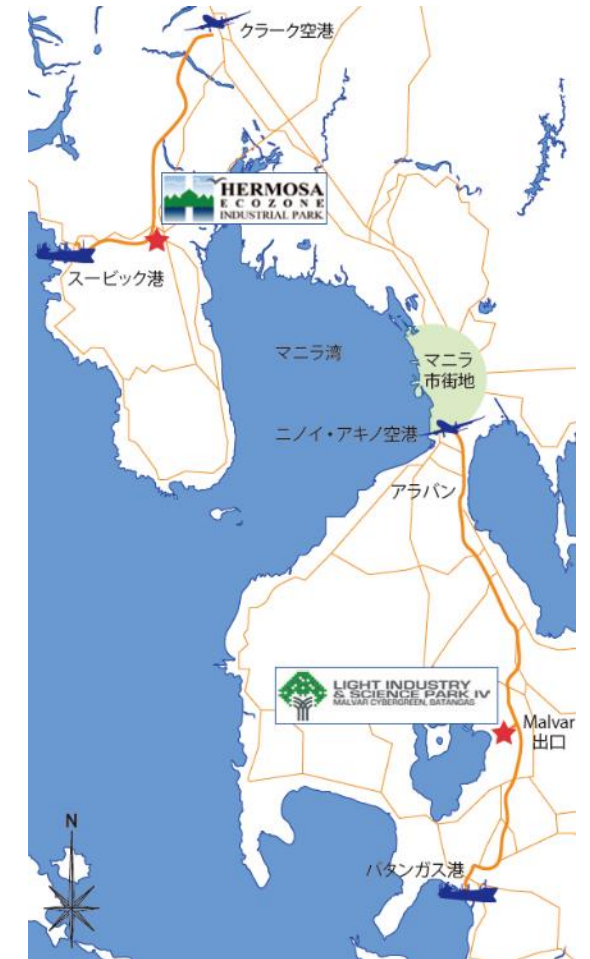 クラーク空港
HERMOSA
ECOZONE
INDUSTRIAL PARK
スービック港
マニラ湾
マニラ
市街地
ニノイ・アキノ空港
アラバン
LIGHT INDUSTRY
& SCIENCE PARK IV
MALVAR CYBERGREEN, BATANGAS
Malvar
出口
N
バタンガス港